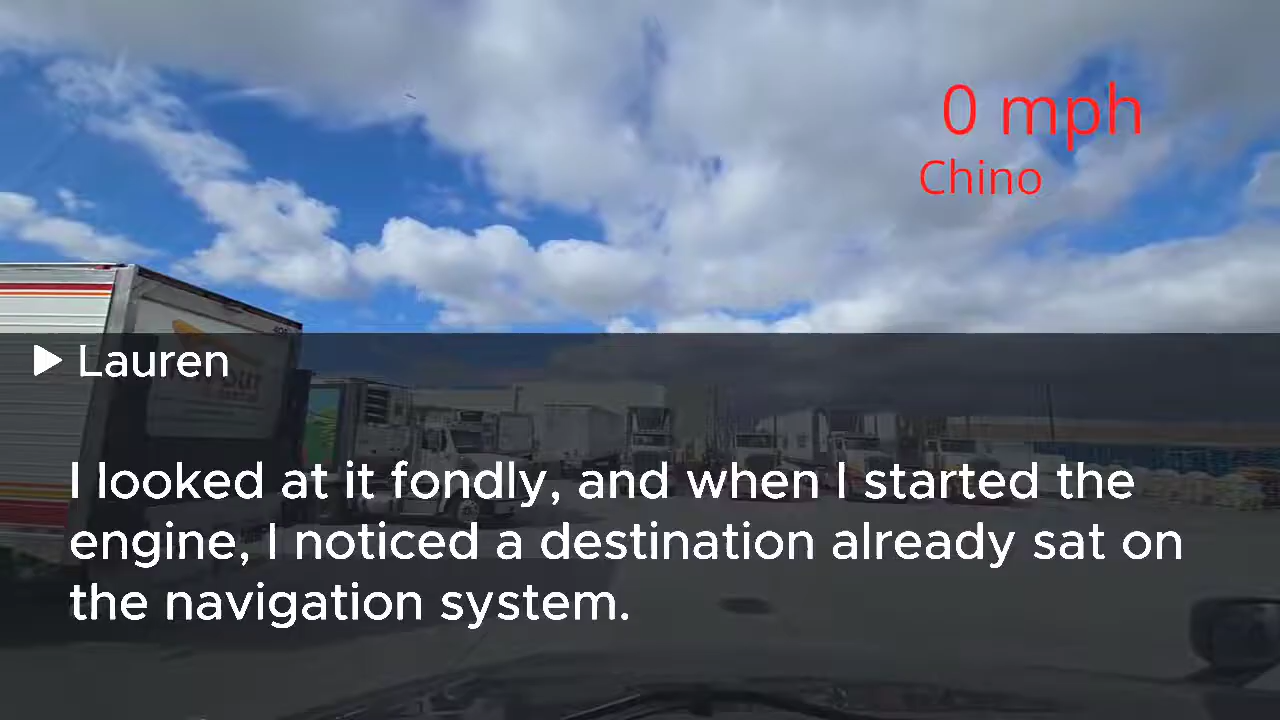 0 mph
Chino
Lauren
I looked at it fondly, and when I started the
engine, I noticed a destination already sat on
the navigation system.